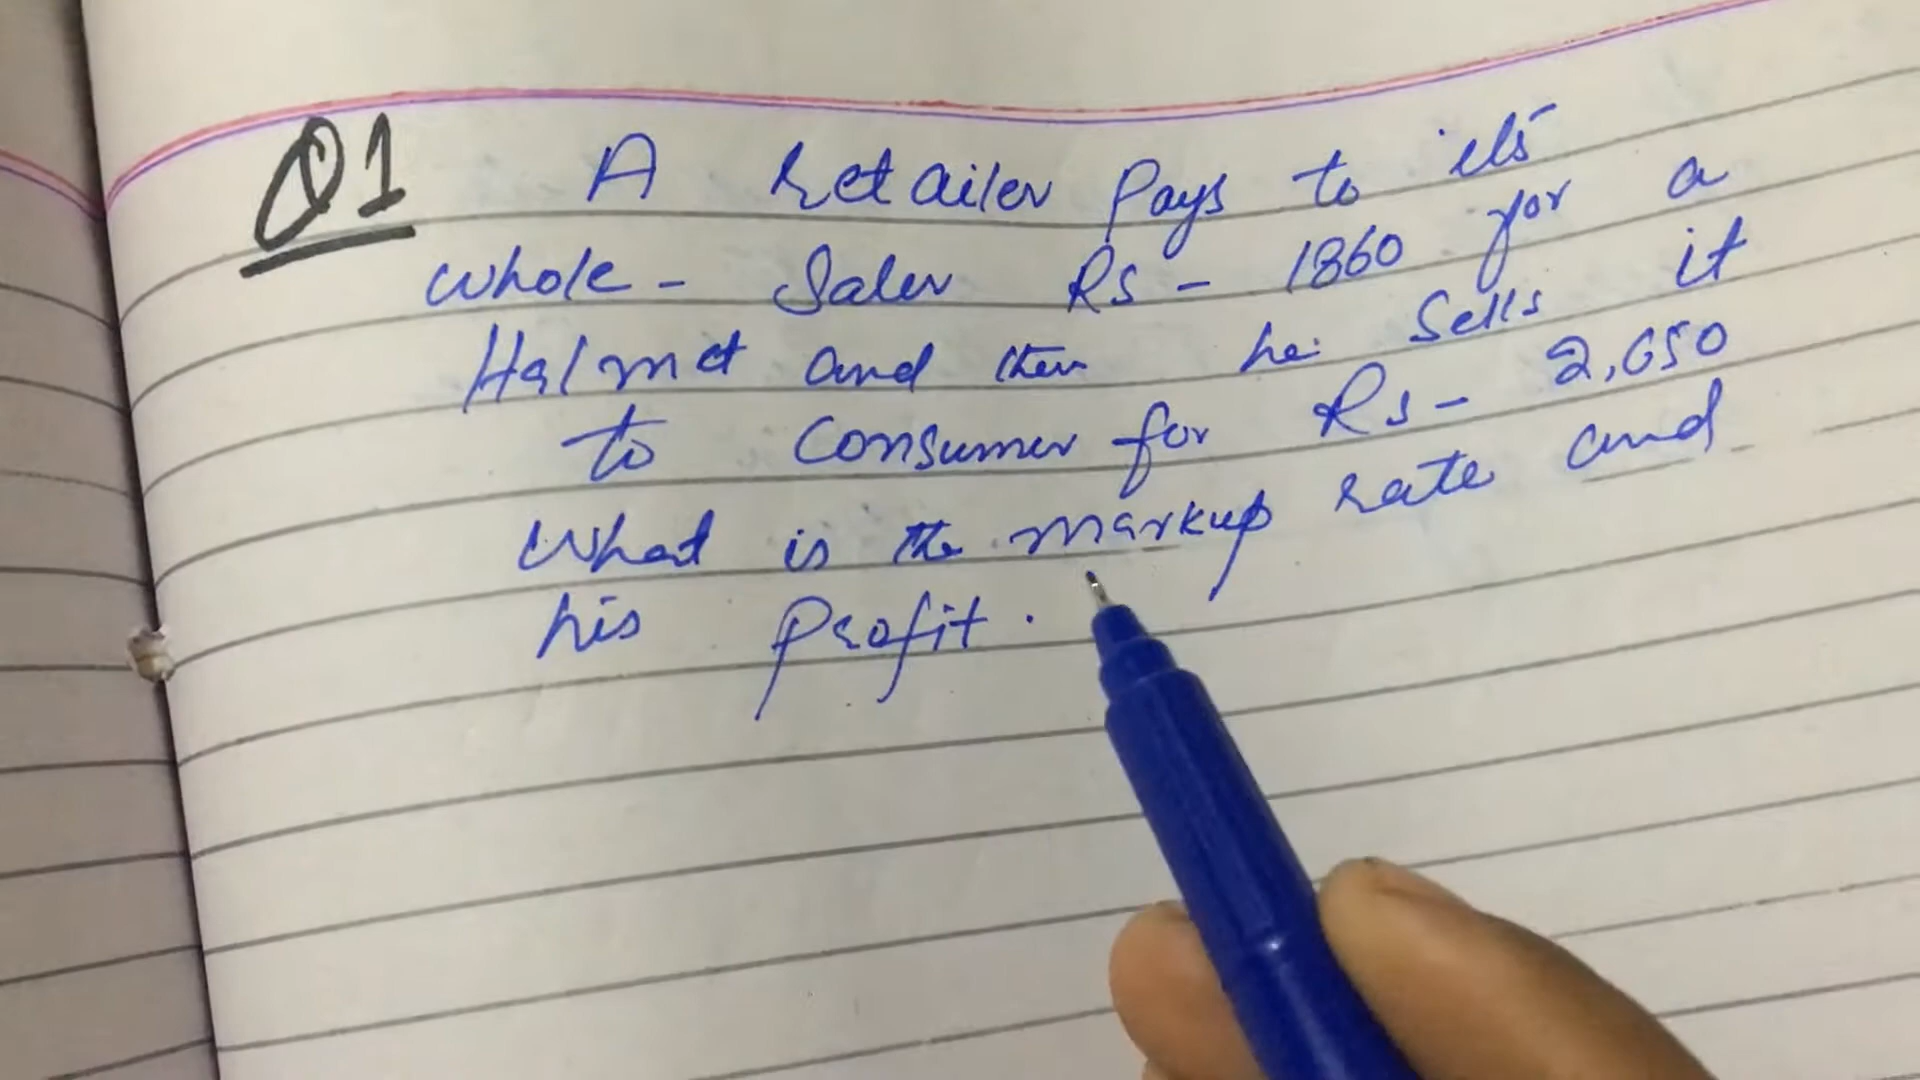 Q1 A retailer Pays to its
whole - Saler RS - 1860 for a
Halmet and then he Sells it
to Consumer for Rs - 2,650
What is the markup rate and
his profit.